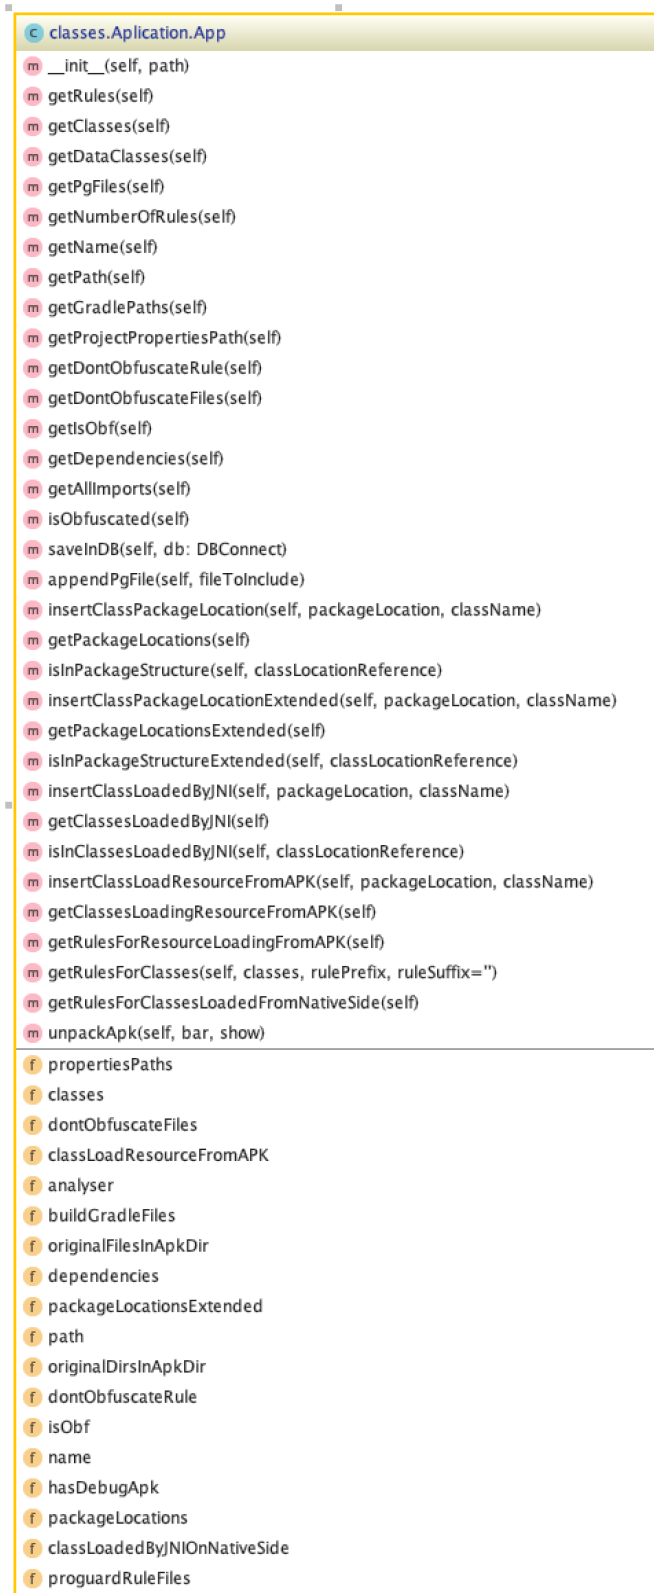 c classes.Aplication.App
m __init__(self, path)
m getRules(self)
m getClasses(self)
m getDataClasses(self)
m getPgFiles(self)
m getNumberOfRules(self)
m getName(self)
m getPath(self)
m getGradlePaths(self)
m getProjectPropertiesPath(self)
m getDontObfuscateRule(self)
m getDontObfuscateFiles(self)
m getIsObf(self)
m getDependencies(self)
m getAllImports(self)
m isObfuscated(self)
m saveInDB(self, db: DBConnect)
m appendPgFile(self, fileToInclude)
m insertClassPackageLocation(self, packageLocation, className)
m getPackageLocations(self)
m isInPackageStructure(self, classLocationReference)
m insertClassPackageLocationExtended(self, packageLocation, className)
m getPackageLocationsExtended(self)
m isInPackageStructureExtended(self, classLocationReference)
m insertClassLoadedByJNI(self, packageLocation, className)
m getClassesLoadedByJNI(self)
m isInClassesLoadedByJNI(self, classLocationReference)
m insertClassLoadResourceFromAPK(self, packageLocation, className)
m getClassesLoadingResourceFromAPK(self)
m getRulesForResourceLoadingFromAPK(self)
m getRulesForClasses(self, classes, rulePrefix, ruleSuffix='')
m getRulesForClassesLoadedFromNativeSide(self)
m unpackApk(self, bar, show)
f propertiesPaths
f classes
f dontObfuscateFiles
f classLoadResourceFromAPK
f analyser
f buildGradleFiles
f originalFilesInApkDir
f dependencies
f packageLocationsExtended
f path
f originalDirsInApkDir
f dontObfuscateRule
f isObf
f name
f hasDebugApk
f packageLocations
f classLoadedByJNIOnNativeSide
f proguardRuleFiles